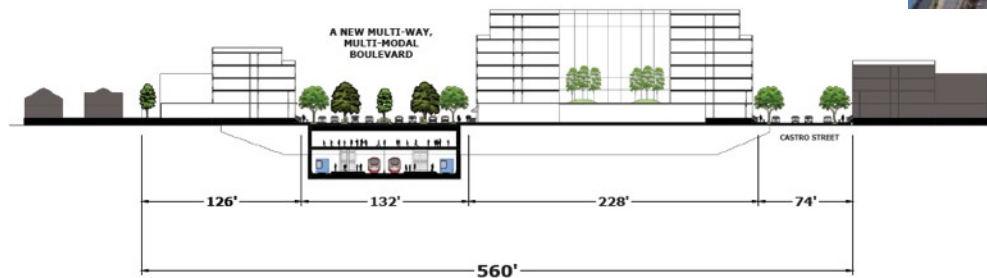 A NEW MULTI-WAY,
MULTI-MODAL
BOULEVARD
CASTRO STREET
126'
132'
228'
74'
560'